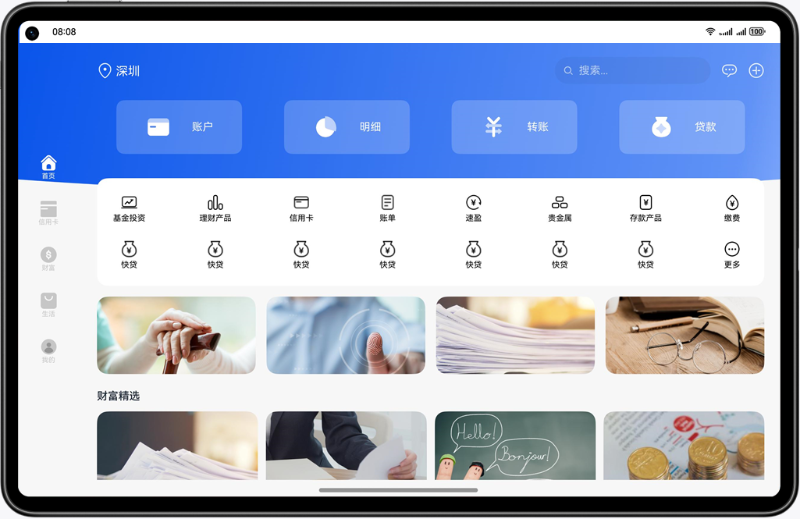 08:08
100
深圳
搜索...
账户
明细
转账
贷款
首页
信用卡
财富
生活
我的
基金投资
理财产品
信用卡
账单
速盈
贵金属
存款产品
缴费
快贷
快贷
快贷
快贷
快贷
快贷
快贷
更多
财富精选
Hello!
Bonjour!